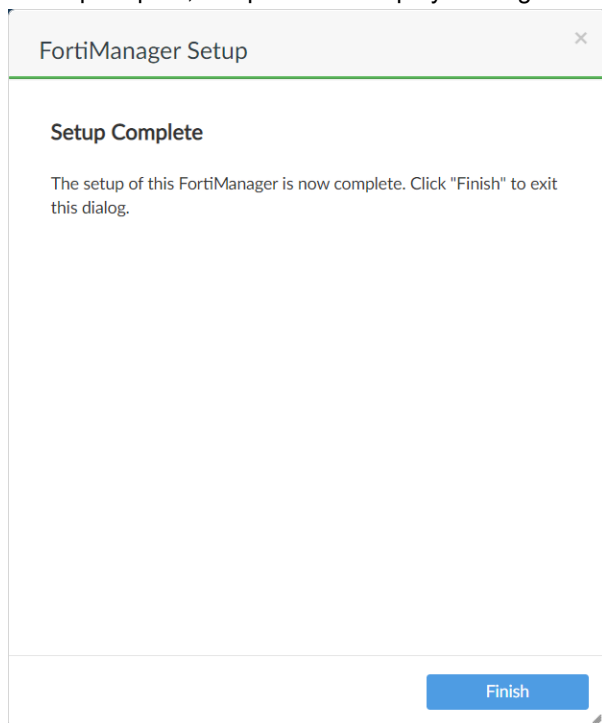 FortiManager Setup
×
Setup Complete
The setup of this FortiManager is now complete. Click "Finish" to exit
this dialog.
Finish